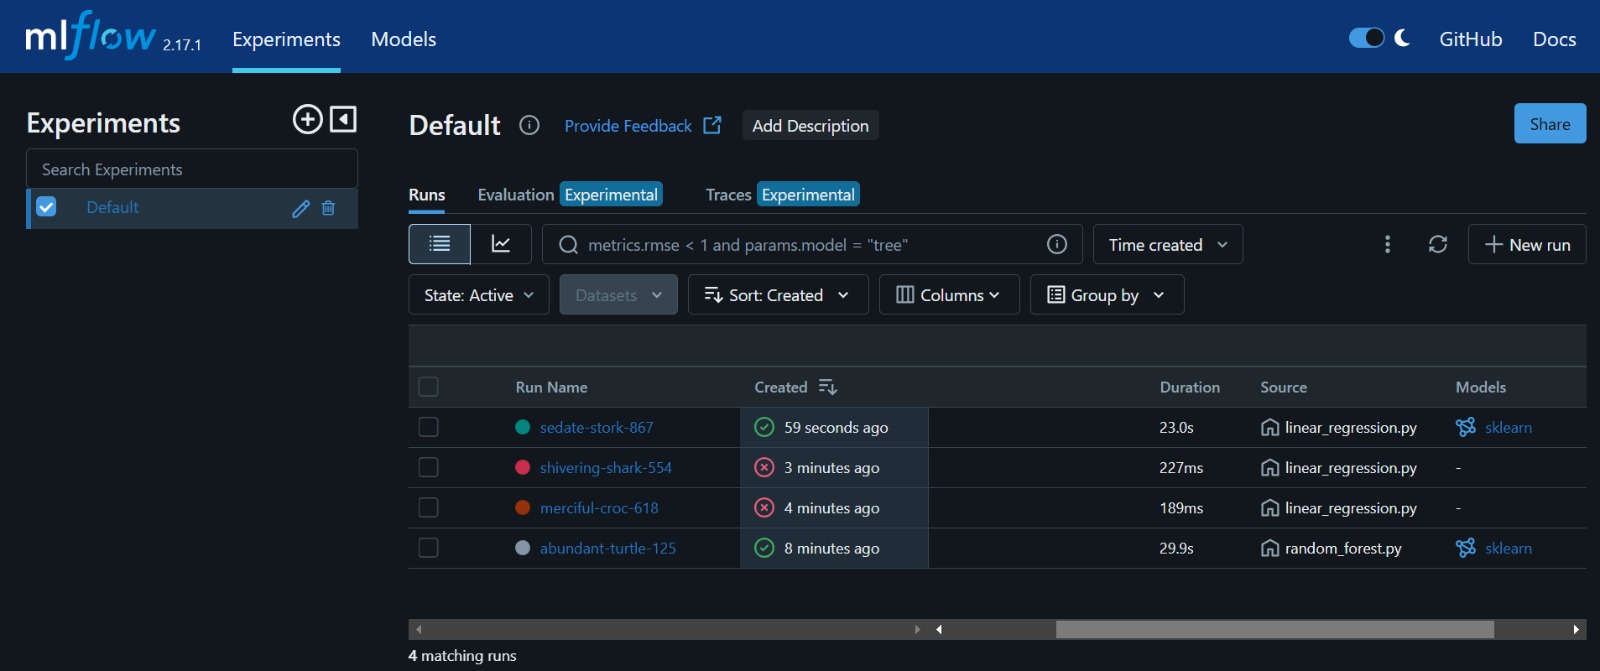 mlflow 2.17.1 Experiments Models GitHub Docs
Experiments
Search Experiments
Default
Default Provide Feedback Add Description Share
Runs Evaluation Experimental Traces Experimental
metrics.rmse < 1 and params.model = "tree" Time created New run
State: Active Datasets Sort: Created Columns Group by
Run Name Created Duration Source Models
sedate-stork-867 59 seconds ago 23.0s linear_regression.py sklearn
shivering-shark-554 3 minutes ago 227ms linear_regression.py -
merciful-croc-618 4 minutes ago 189ms linear_regression.py -
abundant-turtle-125 8 minutes ago 29.9s random_forest.py sklearn
4 matching runs